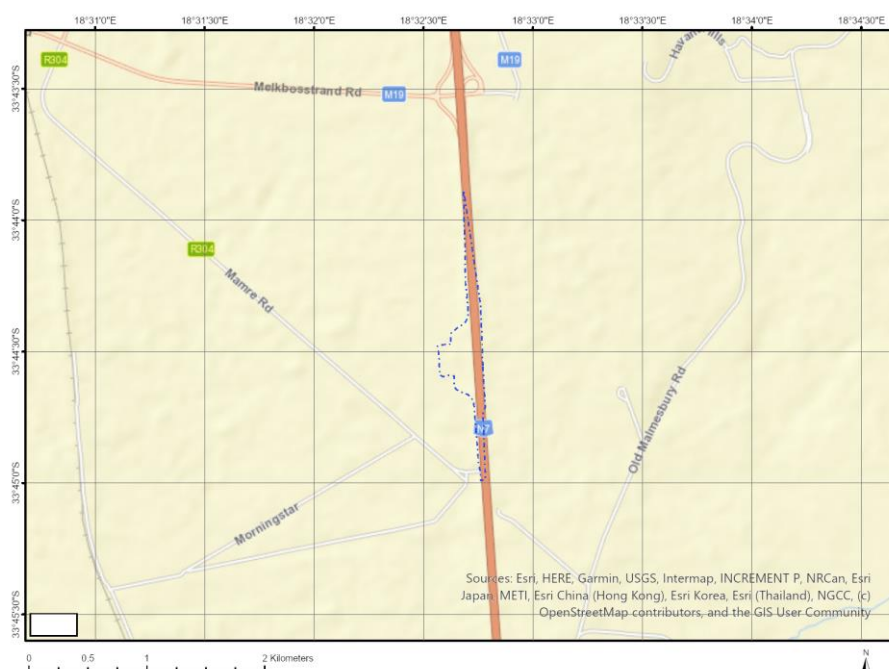 18°31'0"E 18°31'30"E 18°32'0"E 18°32'30"E 18°33'0"E 18°33'30"E 18°34'0"E 18°34'30"E
R304
M19
Havana Hills
33°43'30"S
Melkbosstrand Rd
M19
33°44'0"S
R304
Mamre Rd
33°44'30"S
Old Malmesbury Rd
N7
33°45'0"S
Morningstar
Sources: Esri, HERE, Garmin, USGS, Intermap, INCREMENT P, NRCan, Esri
Japan, METI, Esri China (Hong Kong), Esri Korea, Esri (Thailand), NGCC, (c)
OpenStreetMap contributors, and the GIS User Community
33°45'30"S
0 0.5 1 2 Kilometers
N